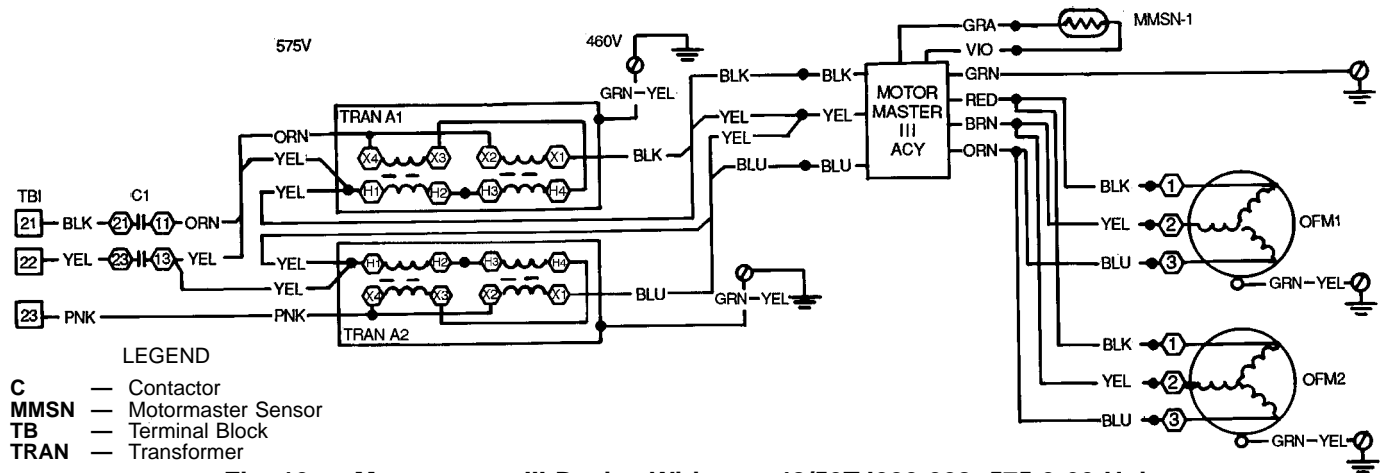 575V
460V
GRA
MMSN-1
VIO
BLK
BLK
MOTOR
MASTER
III
ACY
GRN
RED
BRN
ORN
GRN-YEL
TRAN A1
ORN
YEL
YEL
YEL
YEL
YEL
X4
X3
X2
X1
BLK
BLU
BLU
H1
H2
H3
H4
TB1
C1
21
BLK
21
11
ORN
22
YEL
23
13
YEL
YEL
YEL
H1
H2
H3
H4
X4
X3
X2
X1
BLU
GRN-YEL
23
PNK
PNK
TRAN A2
BLK
1
YEL
2
OFM1
BLU
3
GRN-YEL
BLK
1
YEL
2
OFM2
BLU
3
GRN-YEL
LEGEND
C — Contactor
MMSN — Motormaster Sensor
TB — Terminal Block
TRAN — Transformer